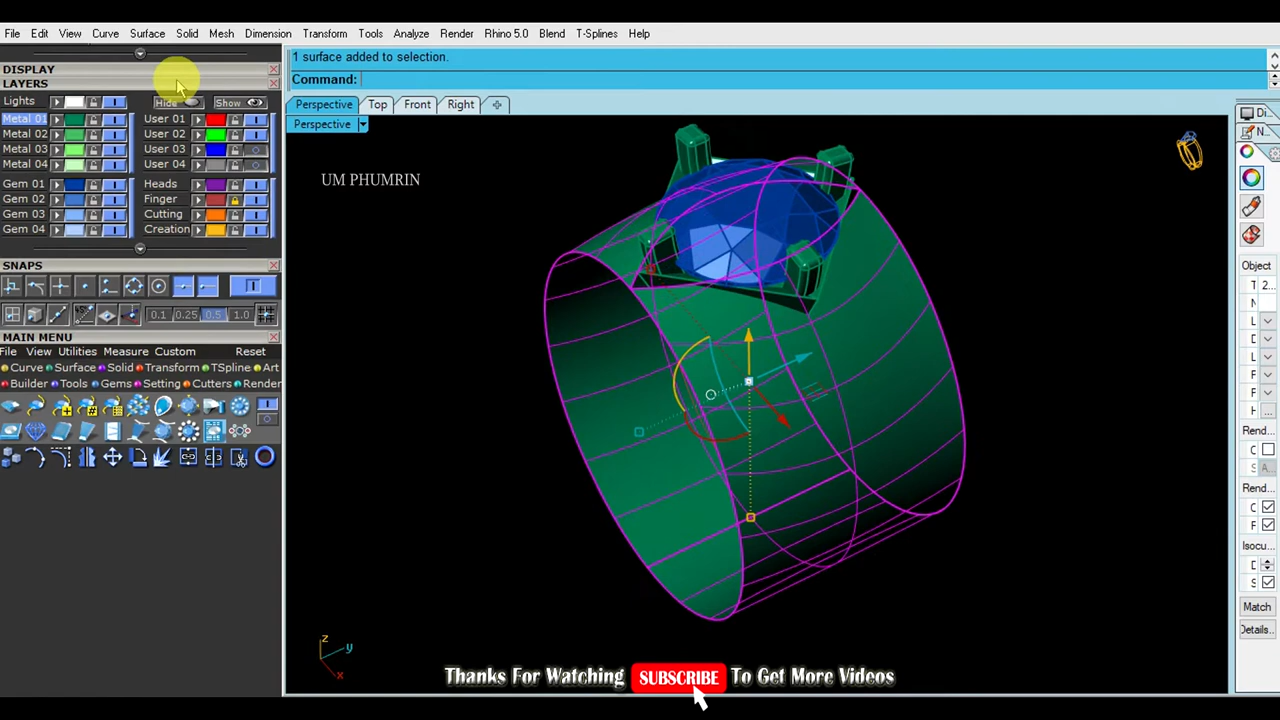 File Edit View Curve Surface Solid Mesh Dimension Transform Tools Analyze Render Rhino 5.0 Blend T-Splines Help
1 surface added to selection.
Command:
DISPLAY
LAYERS
Lights Hide Show
Metal 01 User 01
Metal 02 User 02
Metal 03 User 03
Metal 04 User 04
Gem 01 Heads
Gem 02 Finger
Gem 03 Cutting
Gem 04 Creation
SNAPS
0.1 0.25 0.5 1.0
MAIN MENU
File View Utilities Measure Custom Reset
Curve Surface Solid Transform TSpline Art
Builder Tools Gems Setting Cutters Render
Perspective Top Front Right
Perspective
UM PHUMRIN
z
y
x
Thanks For Watching SUBSCRIBE To Get More Videos
Di...
N...
Object
T 2...
N
L
D
L
F
F
H ...
Rend
C
S A...
Rend
C
F
Isocu
D
S
Match
Details...